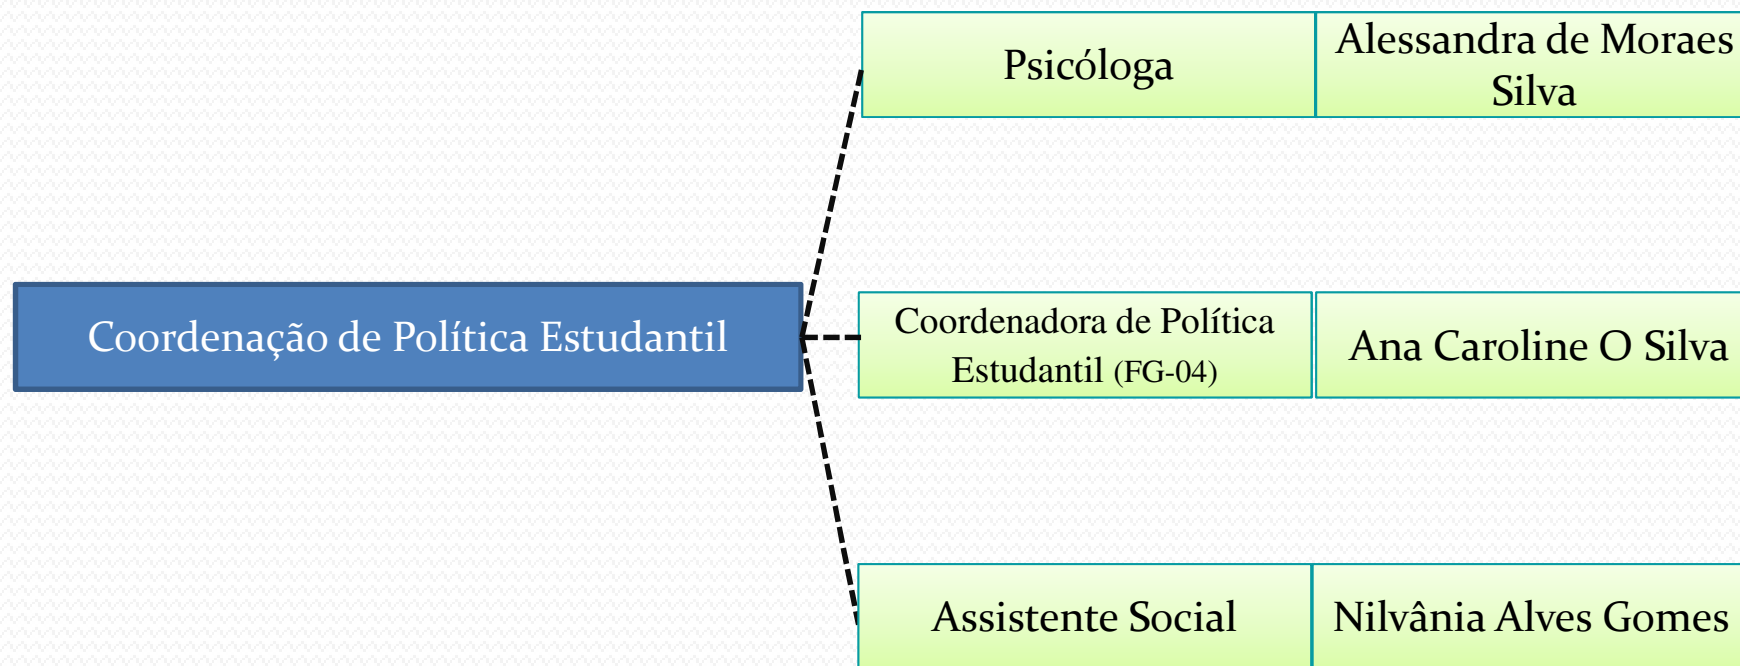 Psicóloga
Alessandra de Moraes
Silva
Coordenação de Política Estudantil
Coordenadora de Política
Estudantil (FG-04)
Ana Caroline O Silva
Assistente Social
Nilvânia Alves Gomes